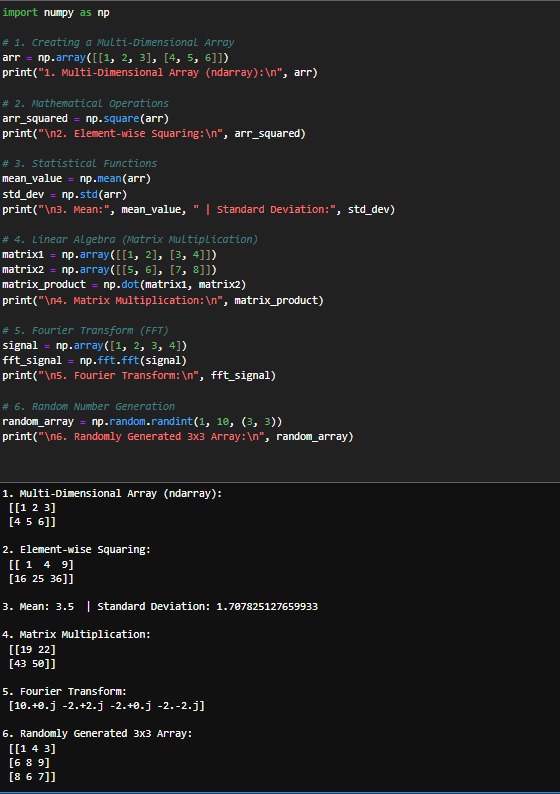 import numpy as np
# 1. Creating a Multi-Dimensional Array
arr = np.array([[1, 2, 3], [4, 5, 6]])
print("1. Multi-Dimensional Array (ndarray):\n", arr)
# 2. Mathematical Operations
arr_squared = np.square(arr)
print("\n2. Element-wise Squaring:\n", arr_squared)
# 3. Statistical Functions
mean_value = np.mean(arr)
std_dev = np.std(arr)
print("\n3. Mean:", mean_value, " | Standard Deviation:", std_dev)
# 4. Linear Algebra (Matrix Multiplication)
matrix1 = np.array([[1, 2], [3, 4]])
matrix2 = np.array([[5, 6], [7, 8]])
matrix_product = np.dot(matrix1, matrix2)
print("\n4. Matrix Multiplication:\n", matrix_product)
# 5. Fourier Transform (FFT)
signal = np.array([1, 2, 3, 4])
fft_signal = np.fft.fft(signal)
print("\n5. Fourier Transform:\n", fft_signal)
# 6. Random Number Generation
random_array = np.random.randint(1, 10, (3, 3))
print("\n6. Randomly Generated 3x3 Array:\n", random_array)
1. Multi-Dimensional Array (ndarray):
 [[1 2 3]
 [4 5 6]]
2. Element-wise Squaring:
 [[ 1  4  9]
 [16 25 36]]
3. Mean: 3.5  | Standard Deviation: 1.707825127659933
4. Matrix Multiplication:
 [[19 22]
 [43 50]]
5. Fourier Transform:
 [10.+0.j -2.+2.j -2.+0.j -2.-2.j]
6. Randomly Generated 3x3 Array:
 [[1 4 3]
 [6 8 9]
 [8 6 7]]